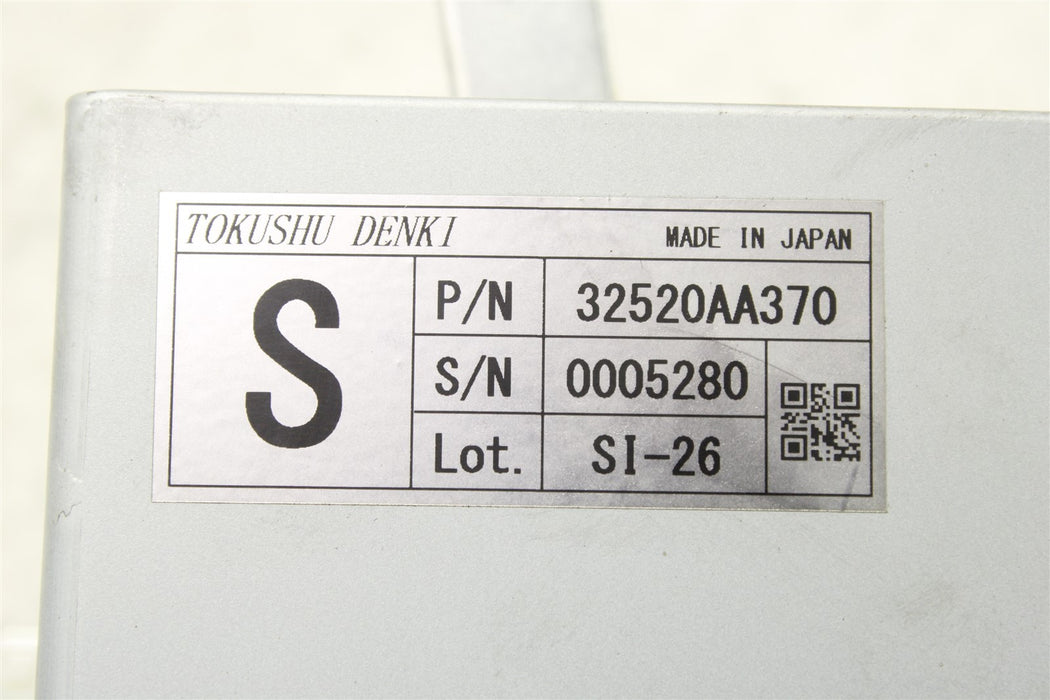 TOKUSHU DENKI MADE IN JAPAN
S
P/N 32520AA370
S/N 0005280
Lot. SI-26